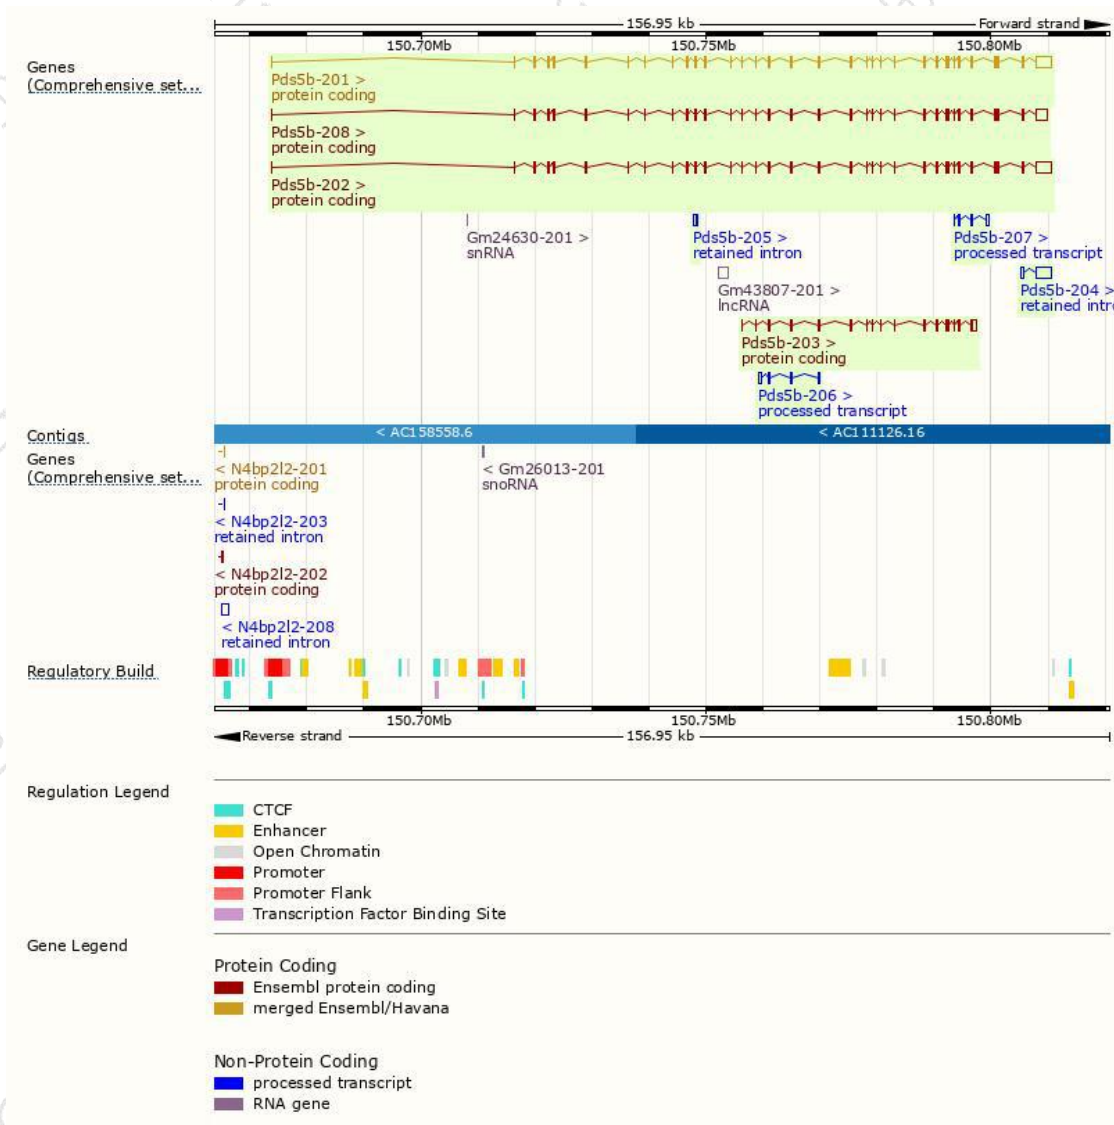 156.95 kb Forward strand
150.70Mb 150.75Mb 150.80Mb
Genes
(Comprehensive set...
Pds5b-201 >
protein coding
Pds5b-208 >
protein coding
Pds5b-202 >
protein coding
Gm24630-201 > Pds5b-205 > Pds5b-207 >
snRNA retained intron processed transcript
Gm43807-201 > Pds5b-204 >
lncRNA retained intr
Pds5b-203 >
protein coding
Pds5b-206 >
processed transcript
Contigs < AC158558.6 < AC111126.16
Genes
(Comprehensive set...
< N4bp2l2-201 < Gm26013-201
protein coding snoRNA
< N4bp2l2-203
retained intron
< N4bp2l2-202
protein coding
< N4bp2l2-208
retained intron
Regulatory Build
150.70Mb 150.75Mb 150.80Mb
Reverse strand 156.95 kb
Regulation Legend
CTCF
Enhancer
Open Chromatin
Promoter
Promoter Flank
Transcription Factor Binding Site
Gene Legend
Protein Coding
Ensembl protein coding
merged Ensembl/Havana
Non-Protein Coding
processed transcript
RNA gene